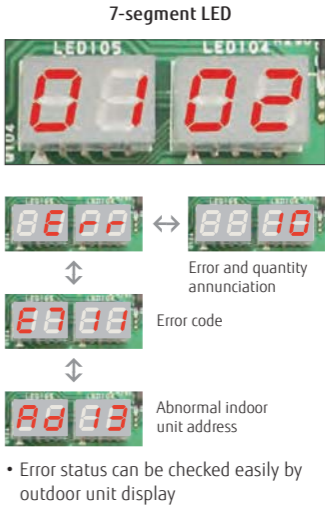 7-segment LED
LED105 LED104
0102
Err ↔ 10
Error and quantity
annunciation
E711
Error code
Ad13
Abnormal indoor
unit address
• Error status can be checked easily by
outdoor unit display